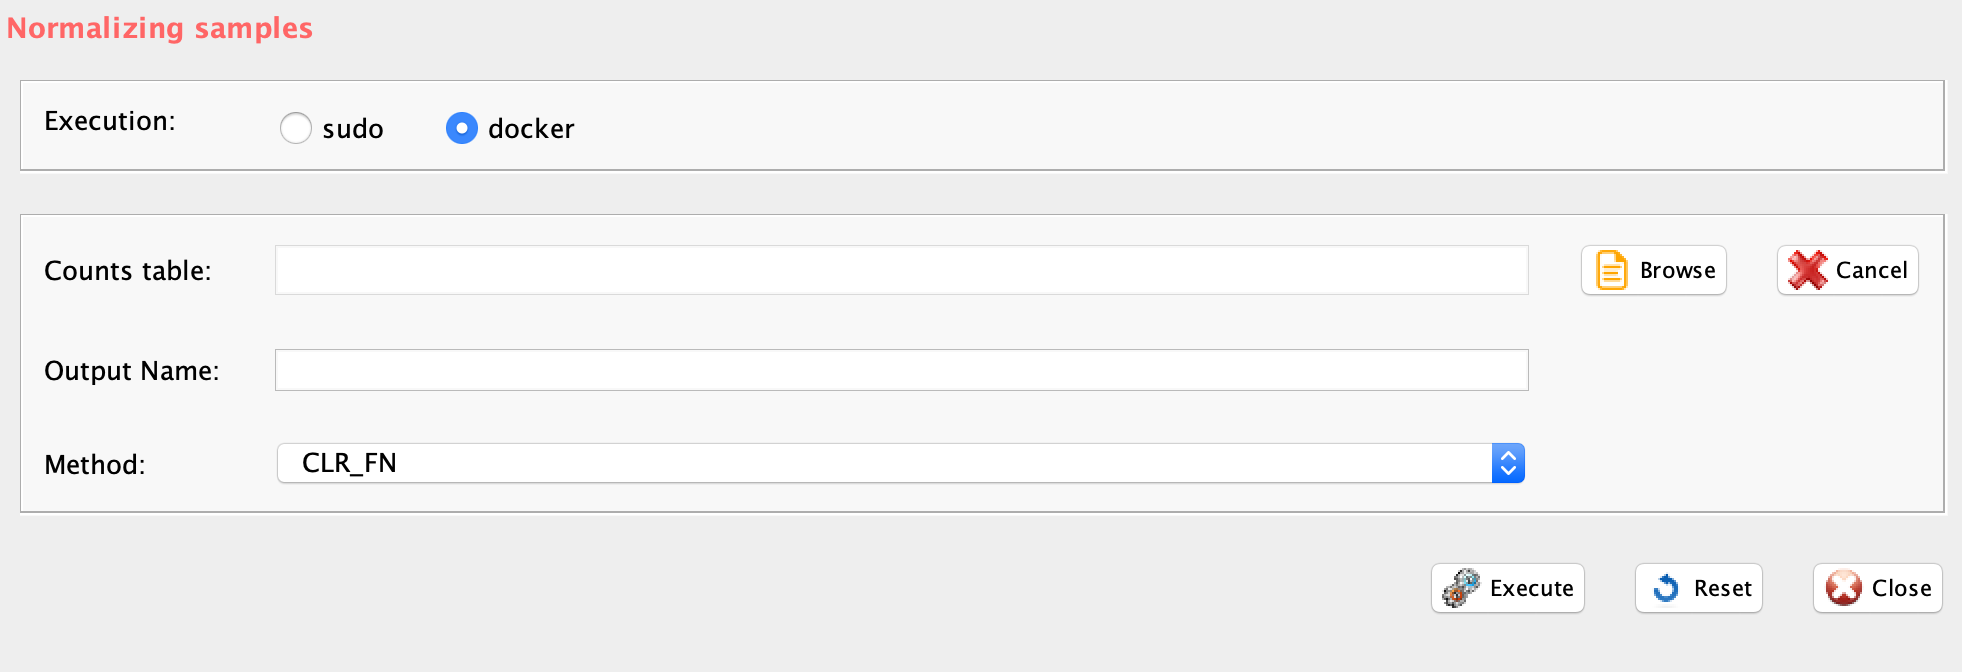 Normalizing samples
Execution: sudo docker
Counts table: Browse Cancel
Output Name:
Method: CLR_FN
Execute Reset Close